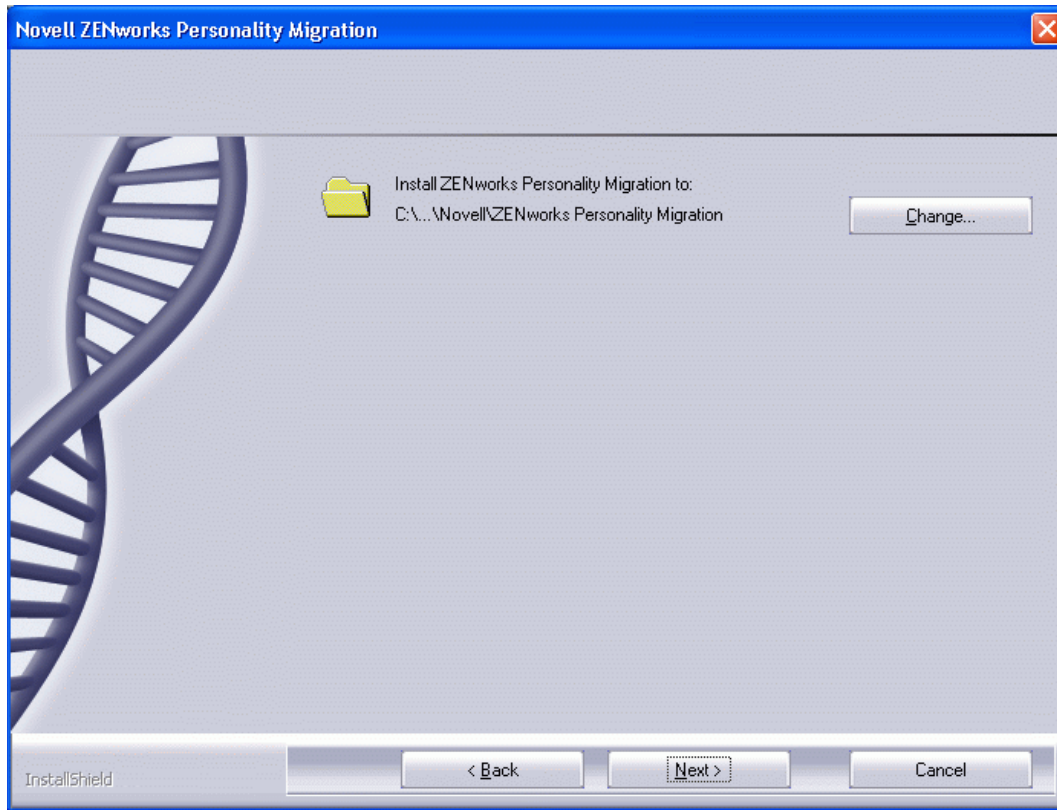 Novell ZENworks Personality Migration
Install ZENworks Personality Migration to:
C:\...\Novell\ZENworks Personality Migration
Change...
InstallShield
< Back
Next >
Cancel